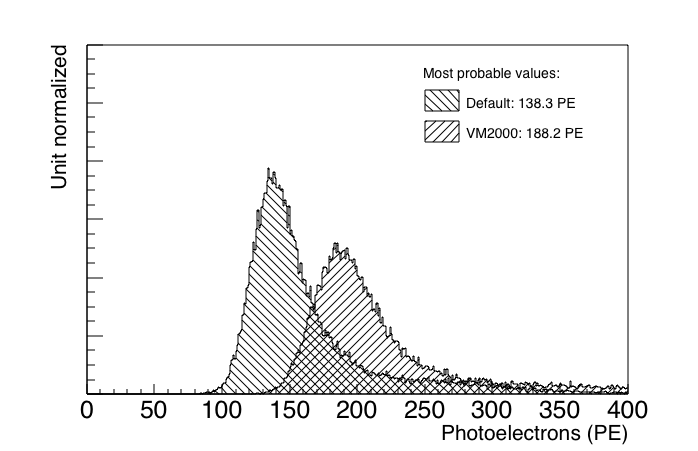 Unit normalized
Most probable values:
Default: 138.3 PE
VM2000: 188.2 PE
0 50 100 150 200 250 300 350 400
Photoelectrons (PE)